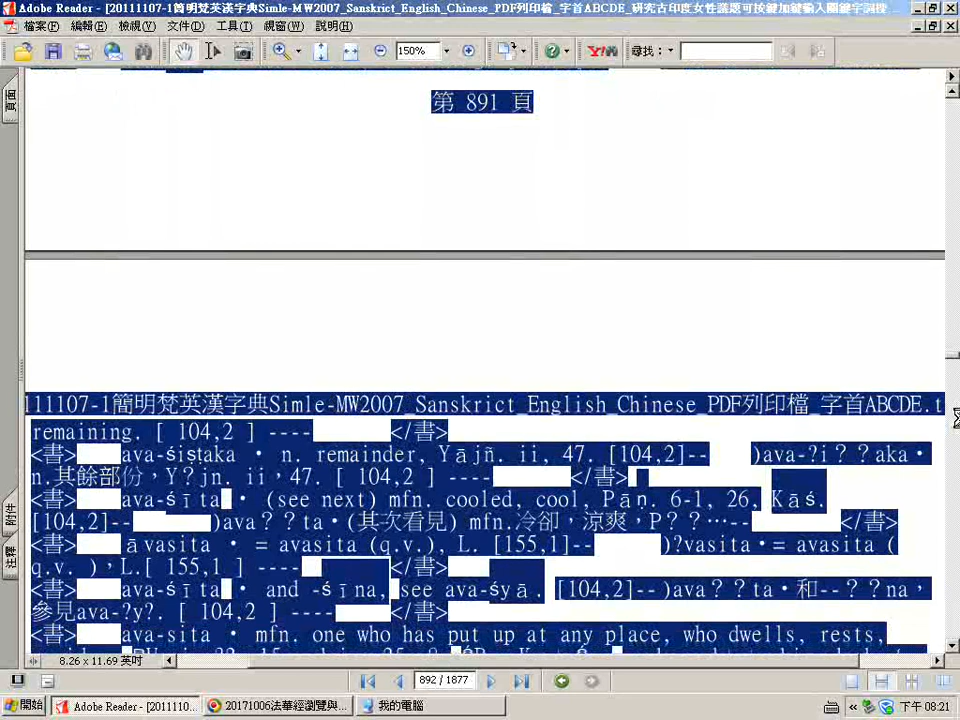 Adobe Reader - [20111107-1簡明梵英漢字典Simle-MW2007_Sanskrict_English_Chinese_PDF列印檔_字首ABCDE_研究古印度女性議題可按鍵加鍵輸入關鍵字詞搜
檔案(F) 編輯(E) 檢視(V) 文件(D) 工具(T) 視窗(W) 說明(H)
150% Y! 尋找：
頁面
第 891 頁
111107-1簡明梵英漢字典Simle-MW2007_Sanskrict_English_Chinese_PDF列印檔_字首ABCDE.t
remaining. [ 104,2 ] ---- </書>
<書> ava-śiṣṭaka • n. remainder, Yājñ. ii, 47. [104,2]-- )ava-?i??aka•
n.其餘部份，Y?jn. ii，47. [ 104,2 ] ---- </書>
<書> ava-śīta • (see next) mfn. cooled, cool, Pāṇ. 6-1, 26, Kāś.
[104,2]-- )ava??ta•(其次看見) mfn.冷卻，涼爽，P??…-- </書>
<書> āvasita • = avasita (q.v.), L. [155,1]-- )?vasita•= avasita (
q.v. )，L.[ 155,1 ] ---- </書>
<書> ava-śīta • and -śīna, see ava-śyā. [104,2]--)ava??ta•和--??na，
參見ava-?y?. [ 104,2 ] ---- </書>
<書> ava-sita • mfn. one who has put up at any place, who dwells, rests,
附件
注釋
8.26 x 11.69 英吋
892 / 1877
開始 Adobe Reader - [2011110... 20171006法華經瀏覽與... 我的電腦 下午 08:21